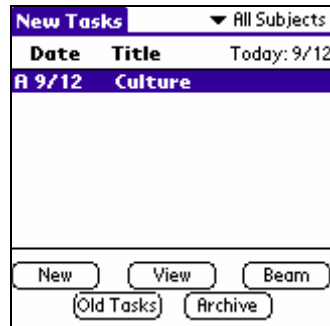 New Tasks ▼ All Subjects
Date Title Today: 9/12
A 9/12 Culture
New View Beam
Old Tasks Archive